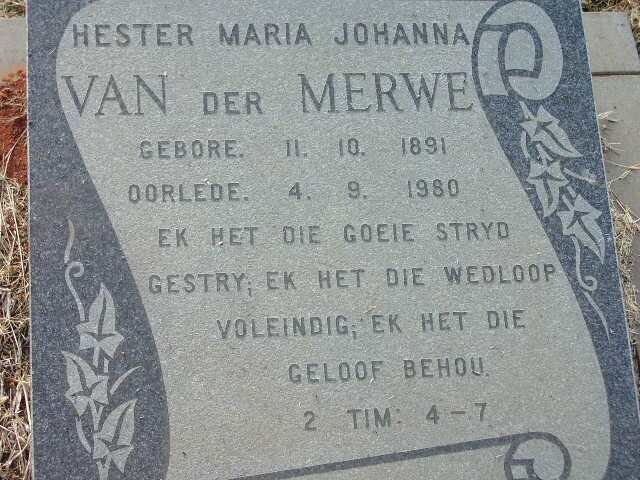 HESTER MARIA JOHANNA
VAN DER MERWE
GEBORE. 11. 10. 1891
OORLEDE. 4. 9. 1980
EK HET DIE GOEIE STRYD
GESTRY; EK HET DIE WEDLOOP
VOLEINDIG; EK HET DIE
GELOOF BEHOU.
2 TIM: 4-7